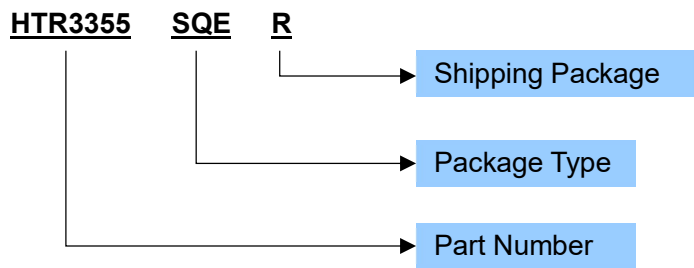 HTR3355 SQE R
Shipping Package
Package Type
Part Number